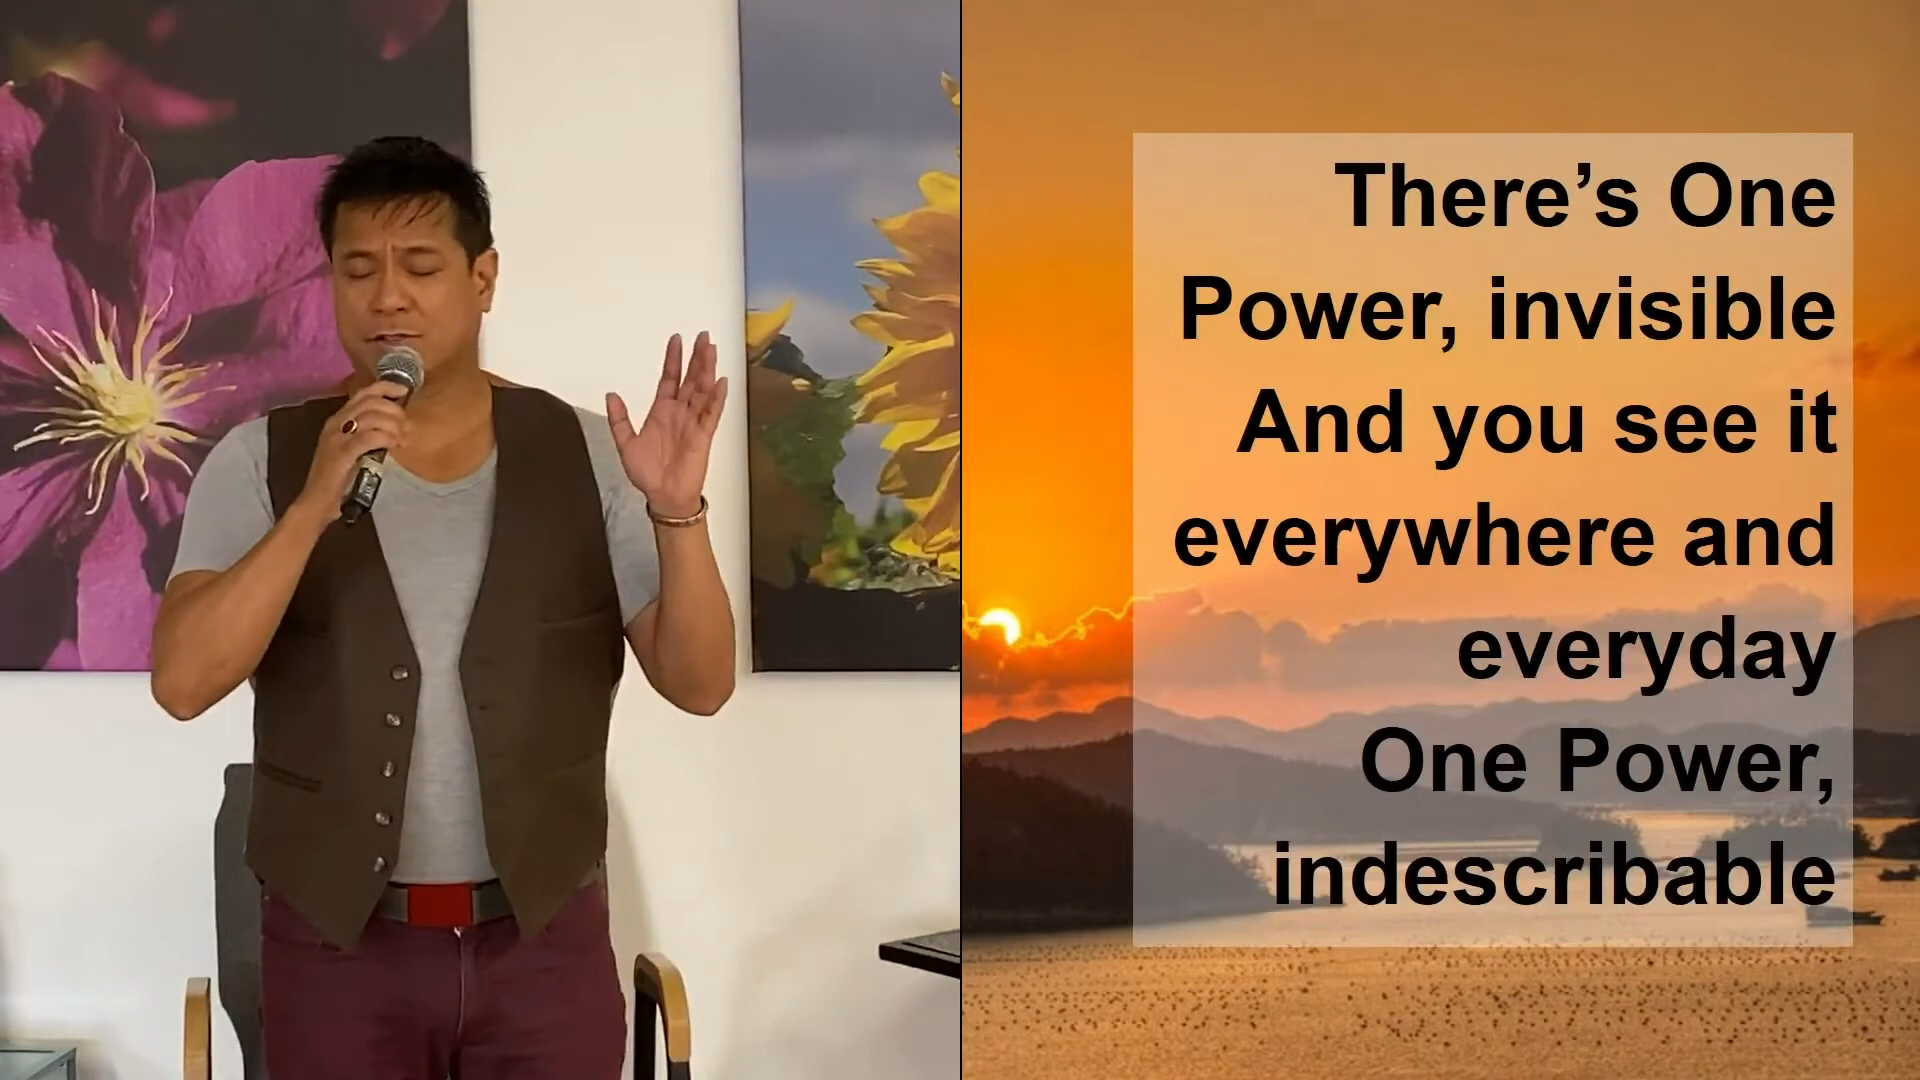 There’s One
Power, invisible
And you see it
everywhere and
everyday
One Power,
indescribable